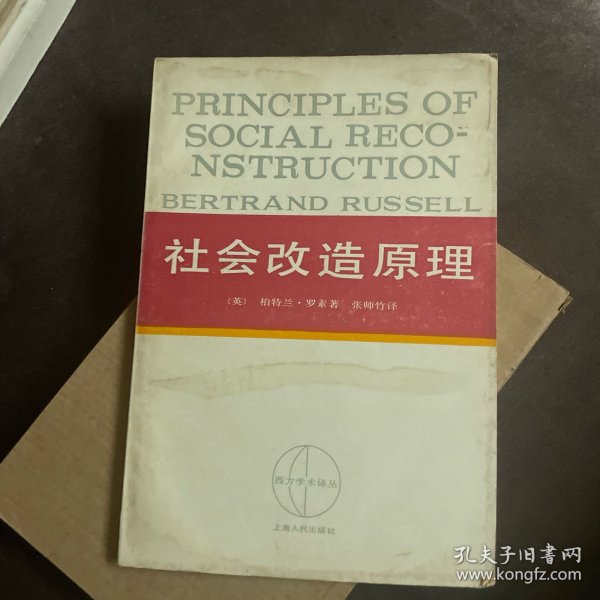 PRINCIPLES OF
SOCIAL RECO-
NSTRUCTION
BERTRAND RUSSELL
社会改造原理
〔英〕 柏特兰·罗素著 张师竹译
西方学术译丛
上海人民出版社
孔夫子旧书网
www.kongfz.com